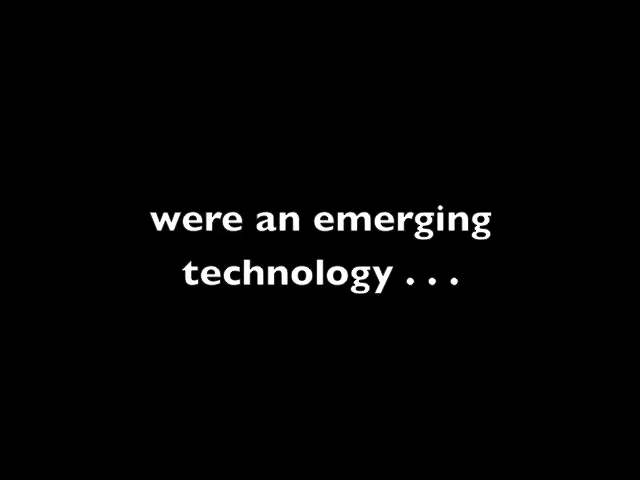 were an emerging
technology . . .